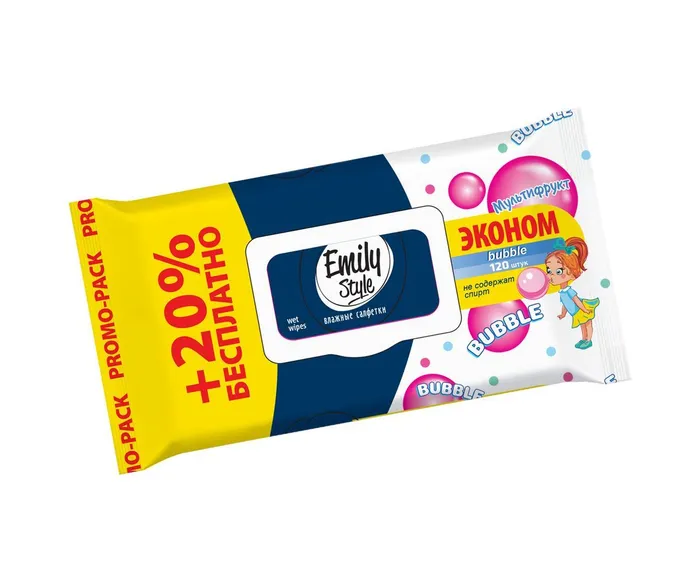 PROMO-PACK PROMO-PACK PRO
+20%
БЕСПЛАТНО
Emily
Style
wet
wipes
влажные салфетки
BUBBLE
Мультифрукт
ЭКОНОМ
bubble
120 штук
не содержат
спирт
BUBBLE
BUBBLE